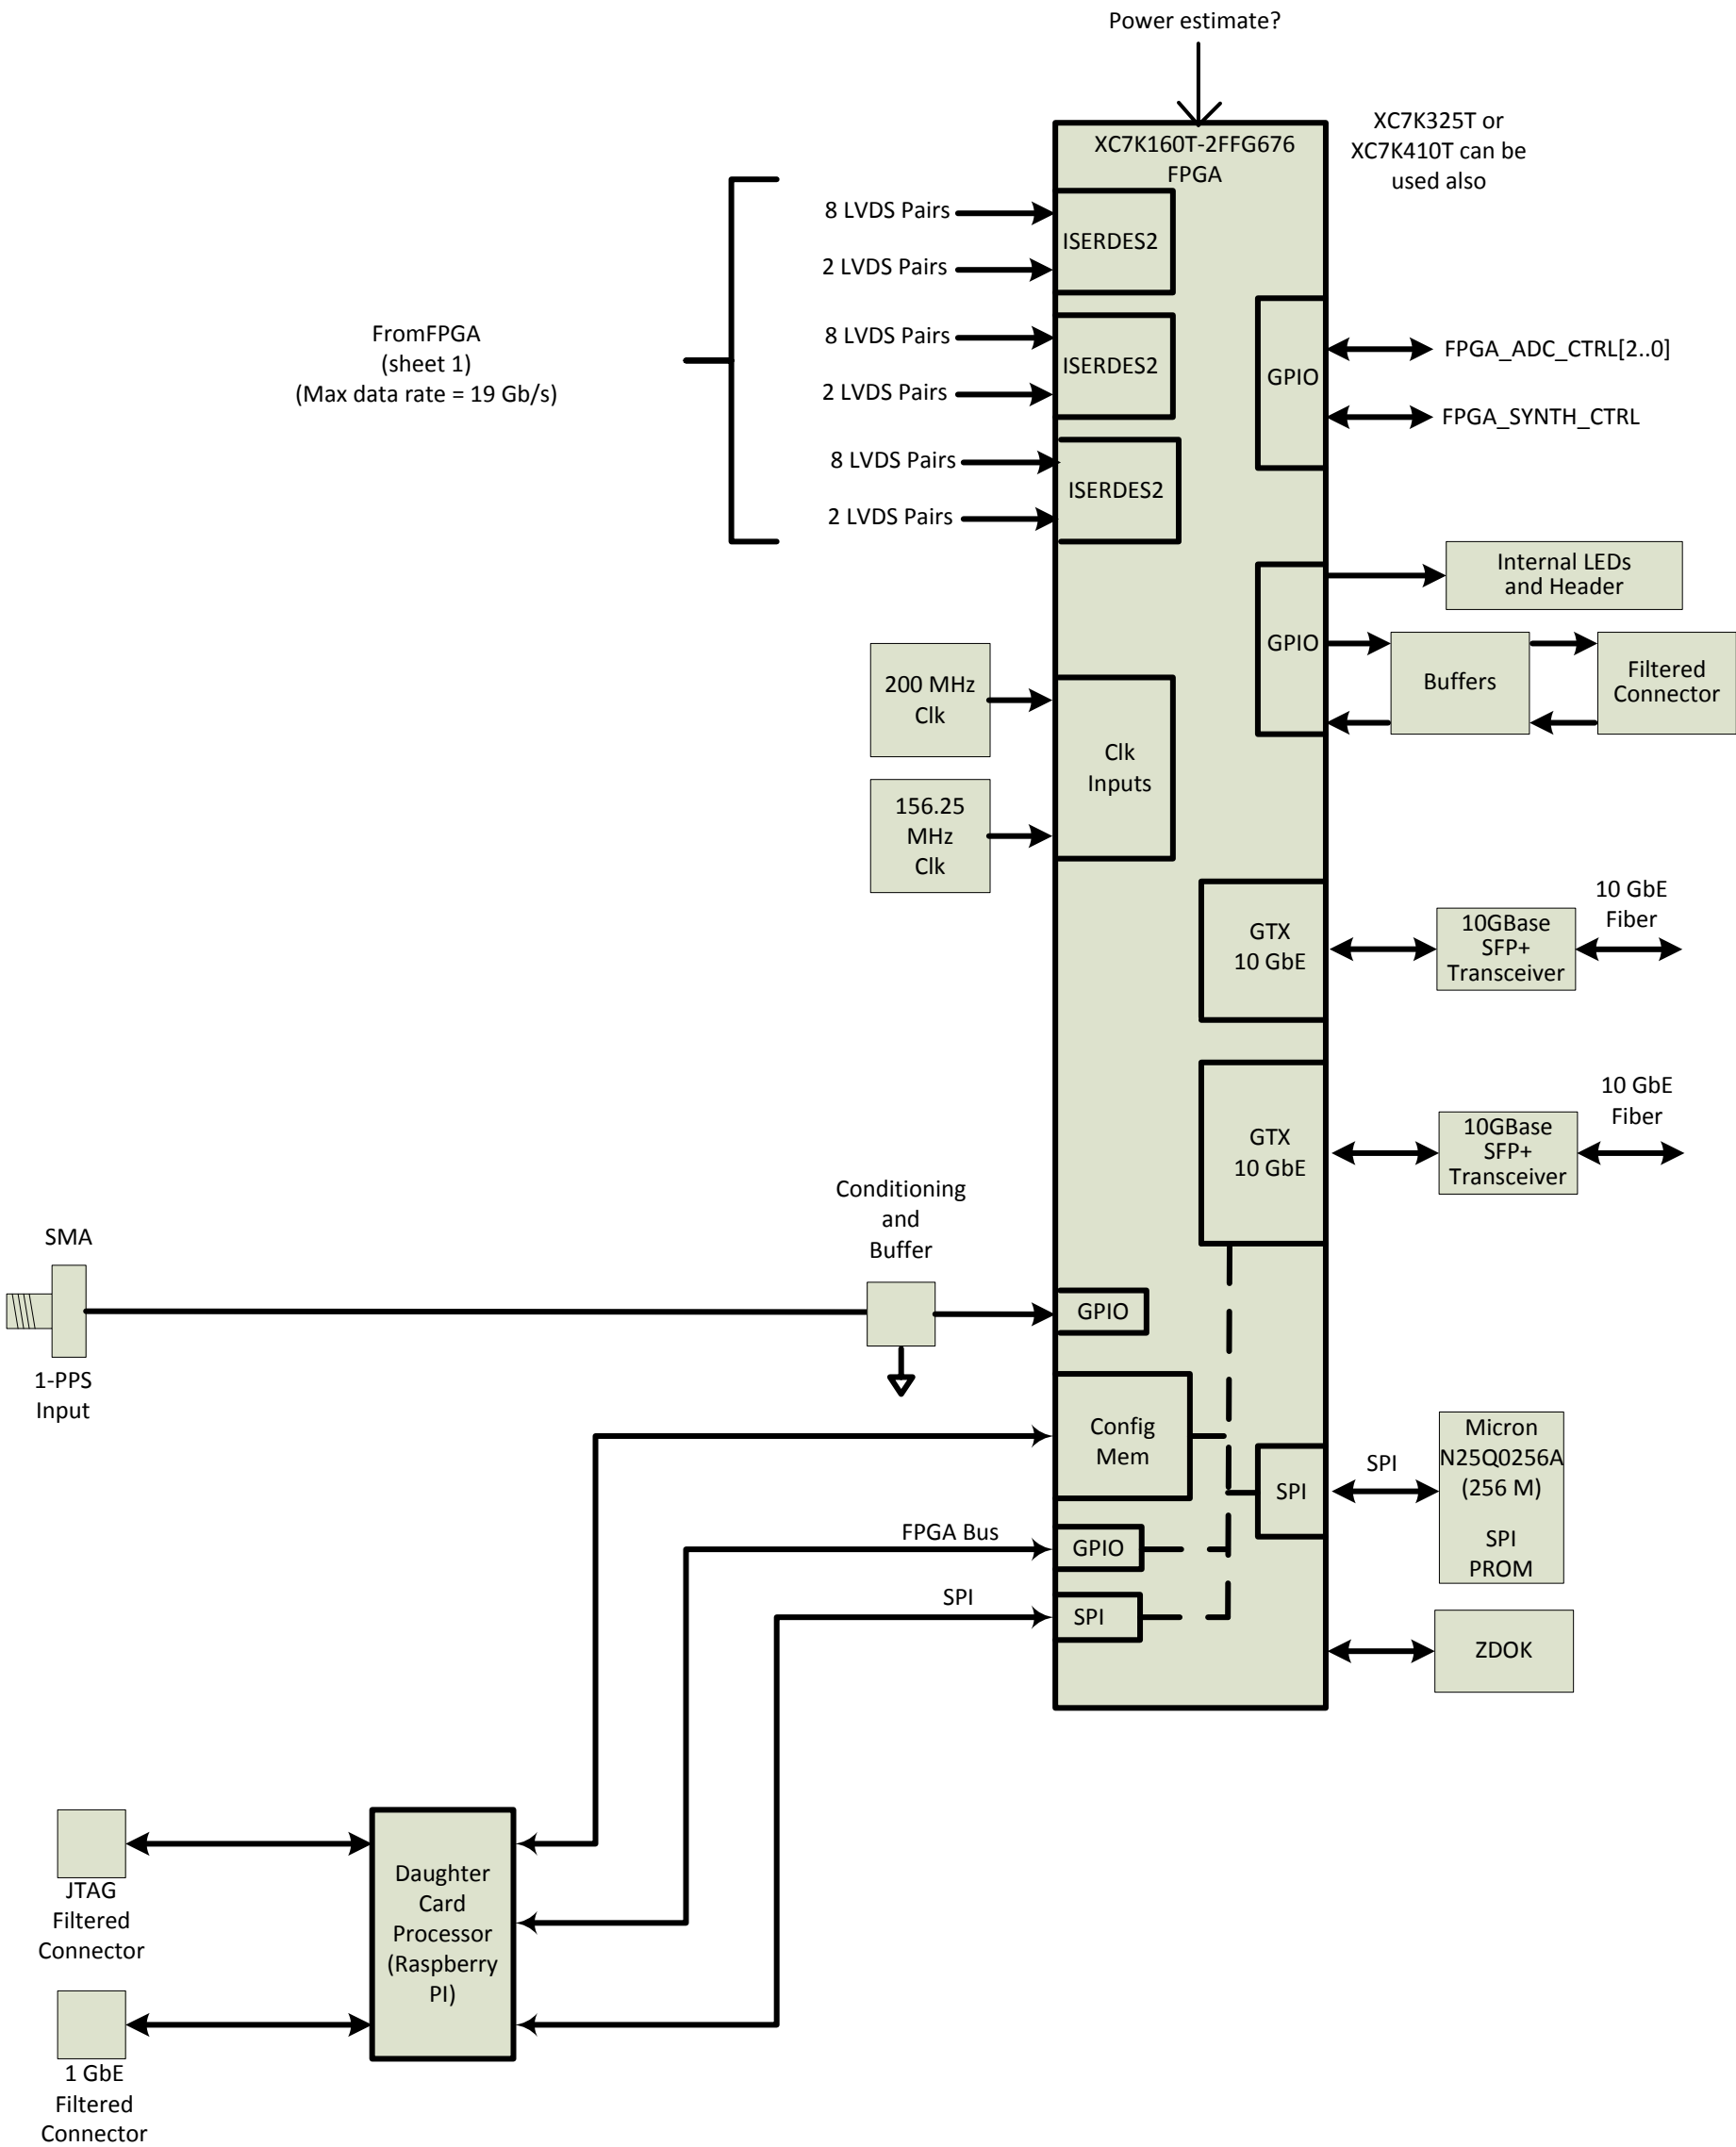 Power estimate?
XC7K160T-2FFG676
FPGA
XC7K325T or
XC7K410T can be
used also
8 LVDS Pairs
ISERDES2
2 LVDS Pairs
FromFPGA
(sheet 1)
(Max data rate = 19 Gb/s)
8 LVDS Pairs
ISERDES2
2 LVDS Pairs
8 LVDS Pairs
ISERDES2
2 LVDS Pairs
GPIO
FPGA_ADC_CTRL[2..0]
FPGA_SYNTH_CTRL
Internal LEDs
and Header
GPIO
Buffers
Filtered
Connector
200 MHz
Clk
156.25
MHz
Clk
Clk
Inputs
GTX
10 GbE
10GBase
SFP+
Transceiver
10 GbE
Fiber
GTX
10 GbE
10GBase
SFP+
Transceiver
10 GbE
Fiber
SMA
1-PPS
Input
Conditioning
and
Buffer
GPIO
Config
Mem
SPI
SPI
Micron
N25Q0256A
(256 M)
SPI
PROM
FPGA Bus
GPIO
SPI
SPI
ZDOK
JTAG
Filtered
Connector
Daughter
Card
Processor
(Raspberry
PI)
1 GbE
Filtered
Connector